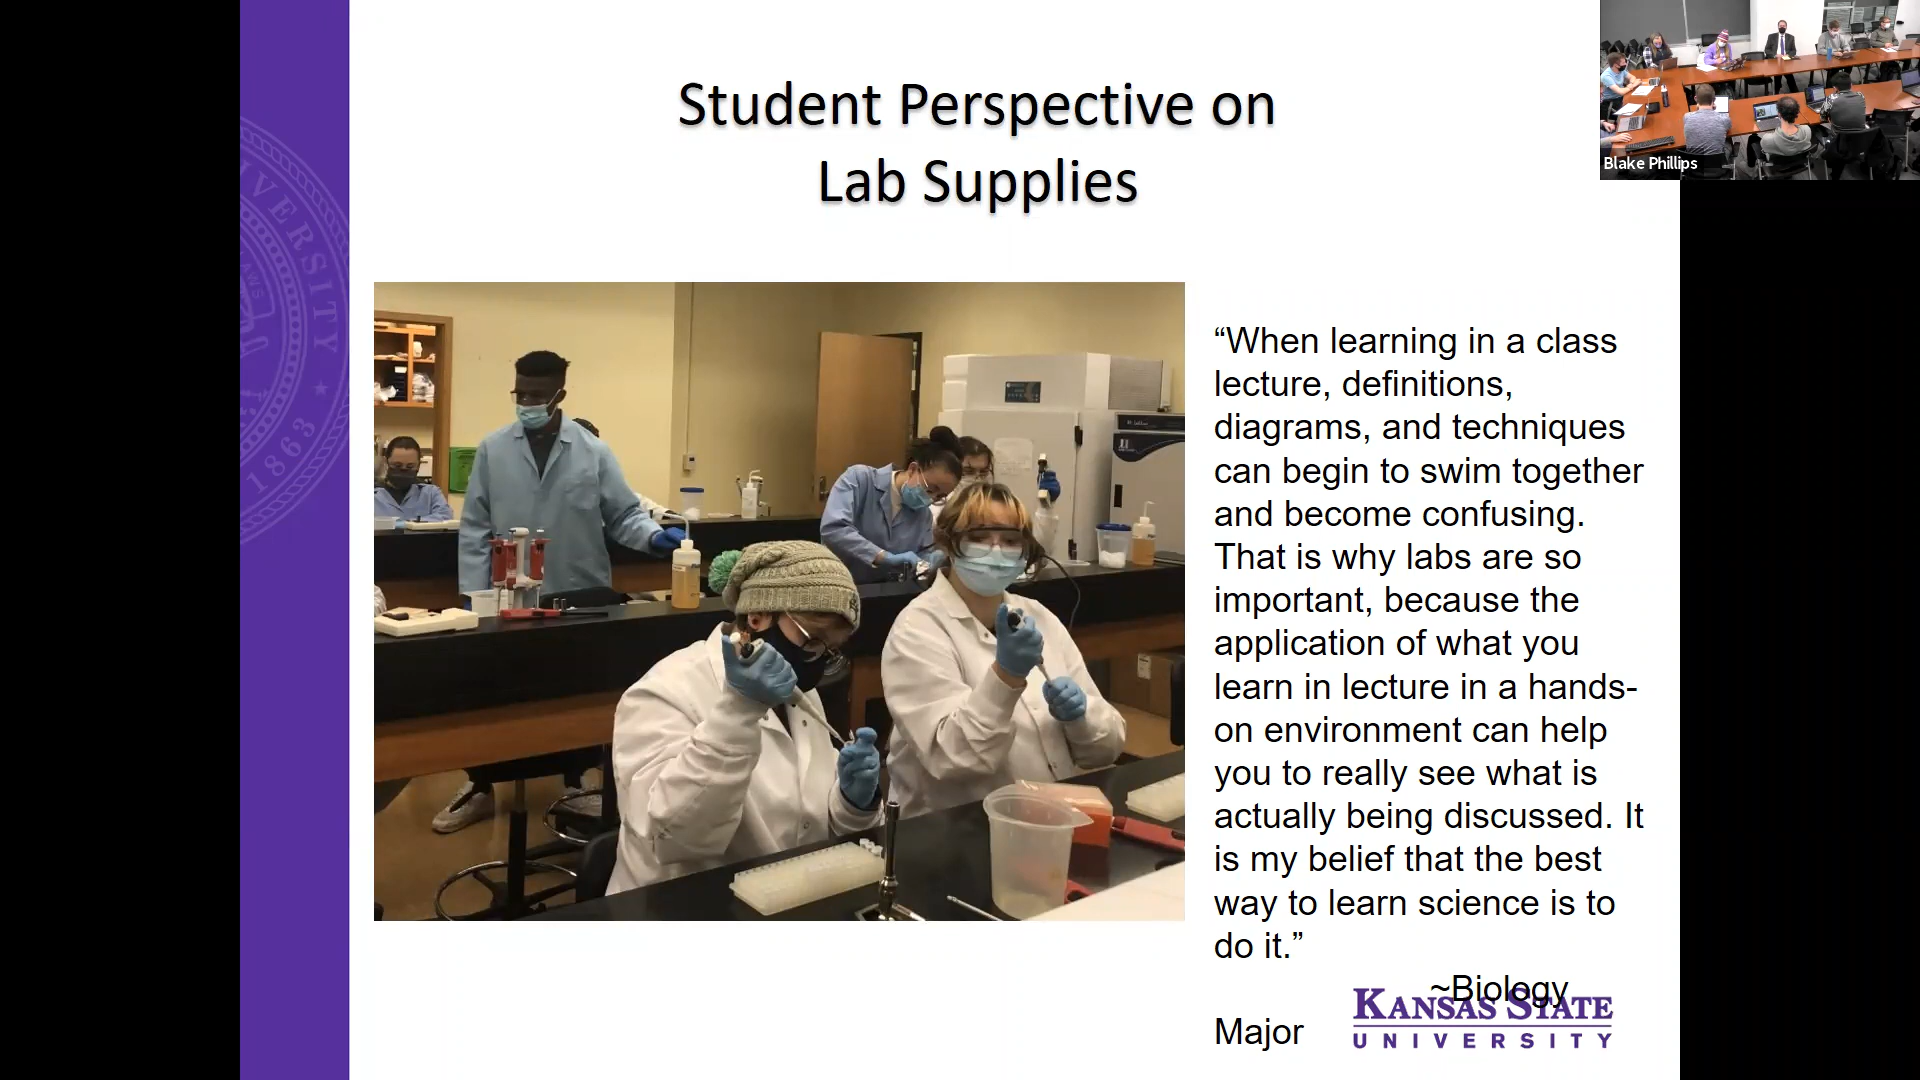 Student Perspective on
Lab Supplies
Blake Phillips
“When learning in a class
lecture, definitions,
diagrams, and techniques
can begin to swim together
and become confusing.
That is why labs are so
important, because the
application of what you
learn in lecture in a hands-
on environment can help
you to really see what is
actually being discussed. It
is my belief that the best
way to learn science is to
do it.”
~Biology
Major
KANSAS STATE
UNIVERSITY
VERSITY
1863